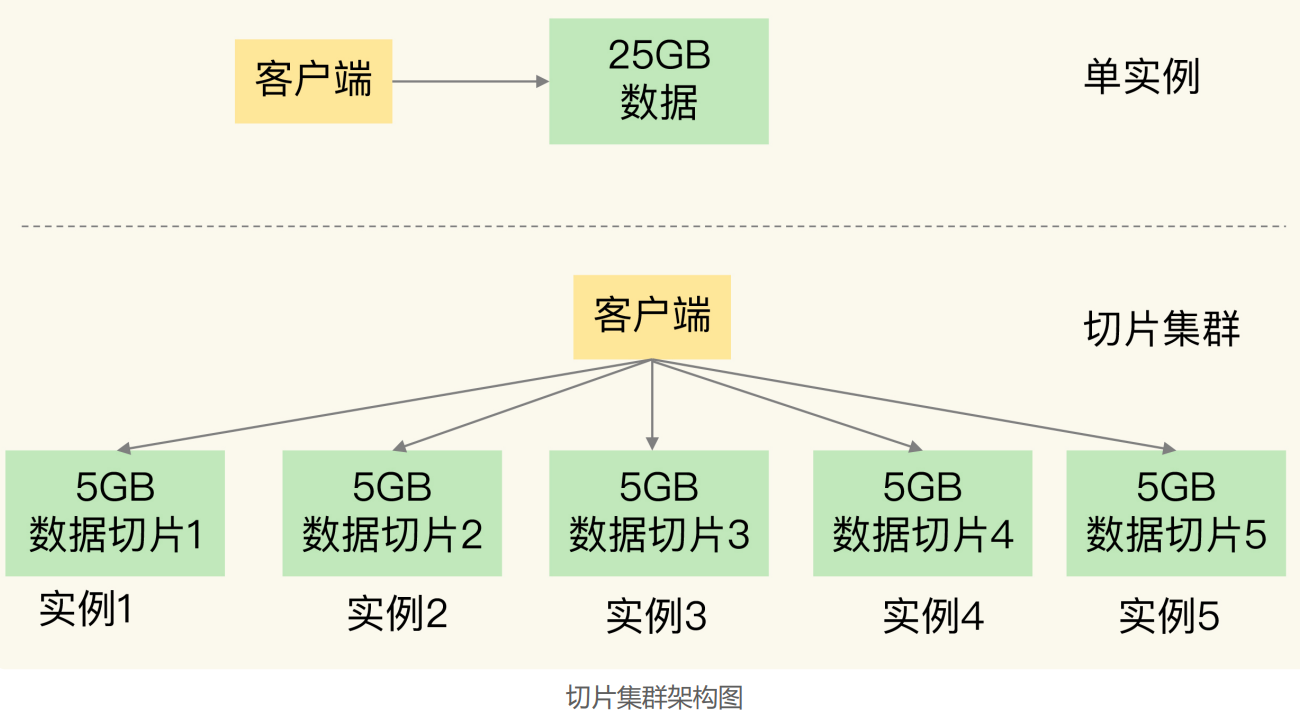 客户端
25GB
数据
单实例
客户端
切片集群
5GB
数据切片1
5GB
数据切片2
5GB
数据切片3
5GB
数据切片4
5GB
数据切片5
实例1
实例2
实例3
实例4
实例5
切片集群架构图